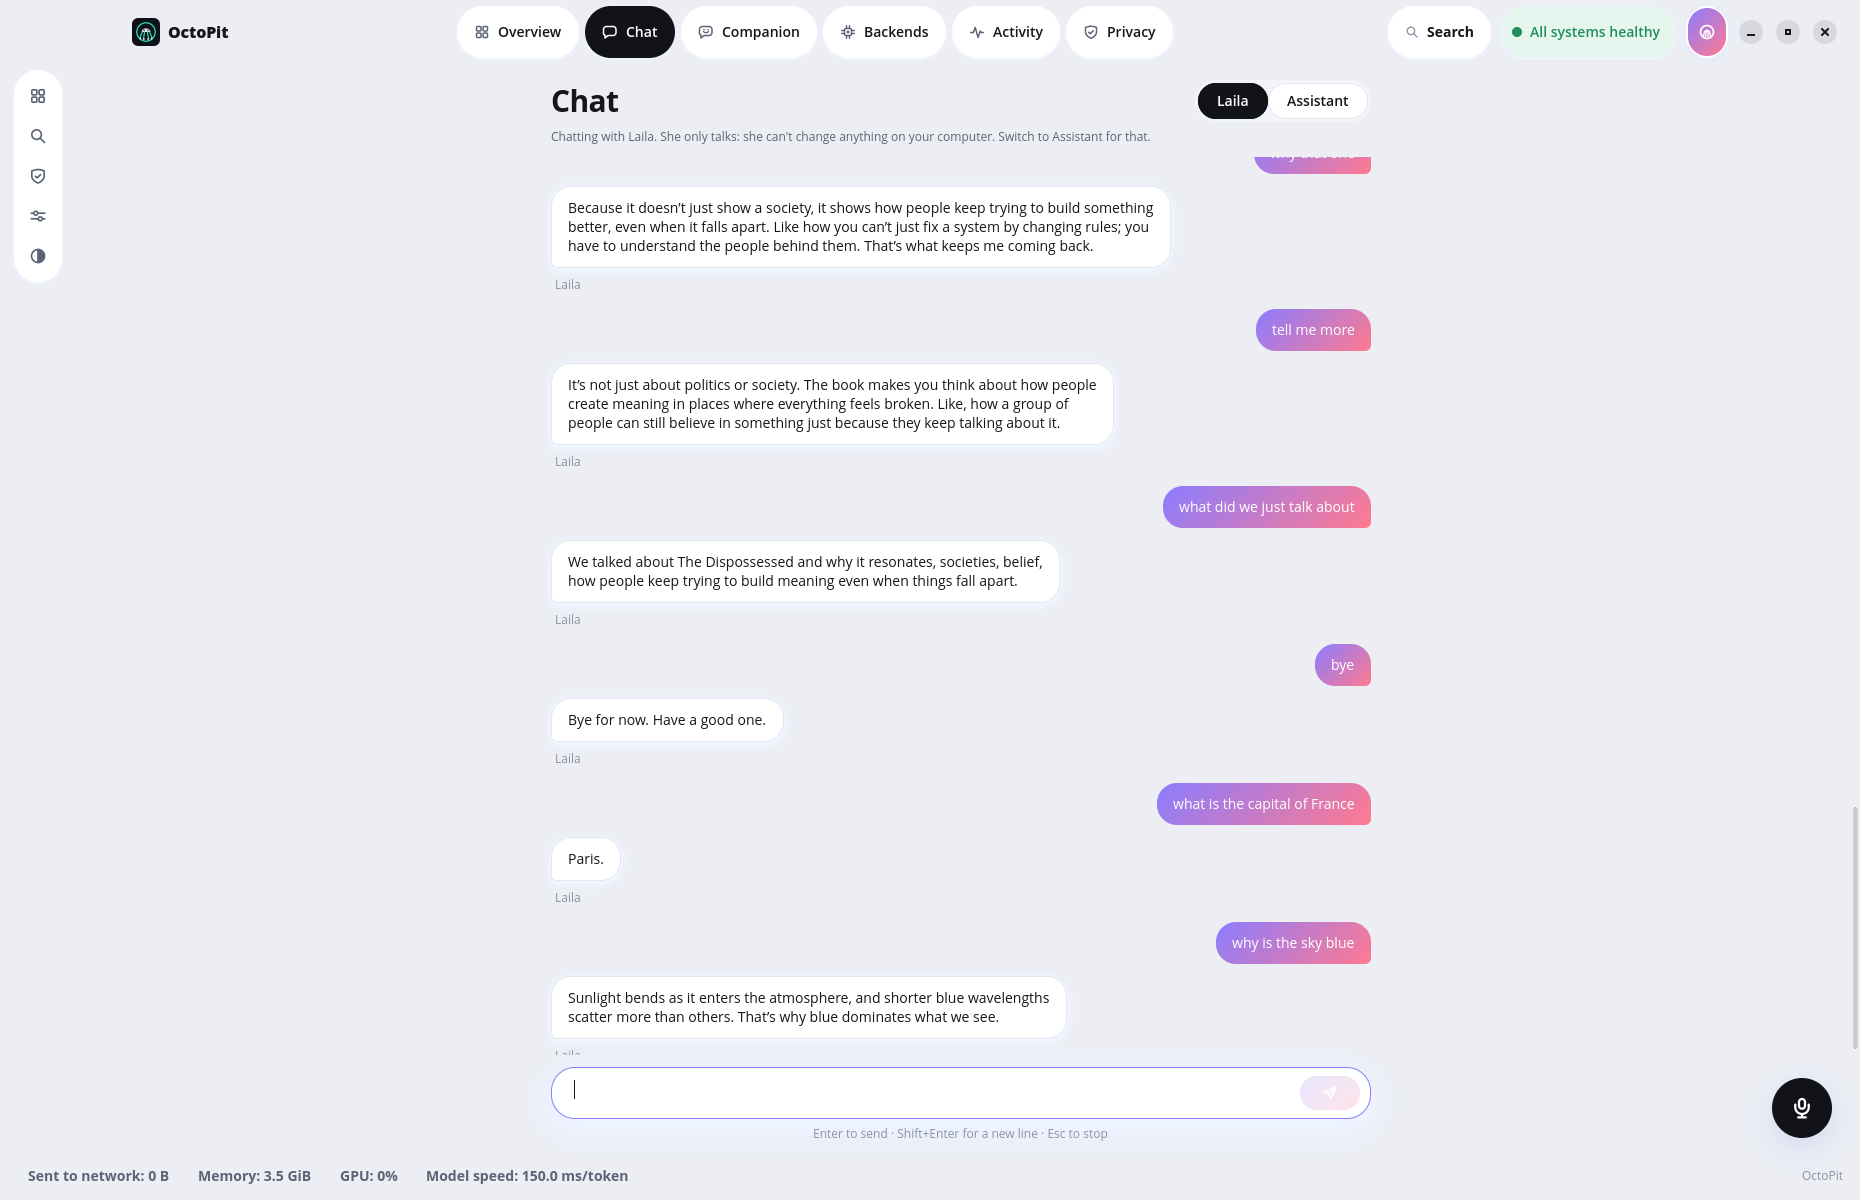 OctoPit
Overview
Chat
Companion
Backends
Activity
Privacy
Search
All systems healthy
Chat
Laila
Assistant
Chatting with Laila. She only talks: she can't change anything on your computer. Switch to Assistant for that.
Because it doesn’t just show a society, it shows how people keep trying to build something
better, even when it falls apart. Like how you can’t just fix a system by changing rules; you
have to understand the people behind them. That’s what keeps me coming back.
Laila
tell me more
It’s not just about politics or society. The book makes you think about how people
create meaning in places where everything feels broken. Like, how a group of
people can still believe in something just because they keep talking about it.
Laila
what did we just talk about
We talked about The Dispossessed and why it resonates, societies, belief,
how people keep trying to build meaning even when things fall apart.
Laila
bye
Bye for now. Have a good one.
Laila
what is the capital of France
Paris.
Laila
why is the sky blue
Sunlight bends as it enters the atmosphere, and shorter blue wavelengths
scatter more than others. That’s why blue dominates what we see.
Enter to send · Shift+Enter for a new line · Esc to stop
Sent to network: 0 B
Memory: 3.5 GiB
GPU: 0%
Model speed: 150.0 ms/token
OctoPit